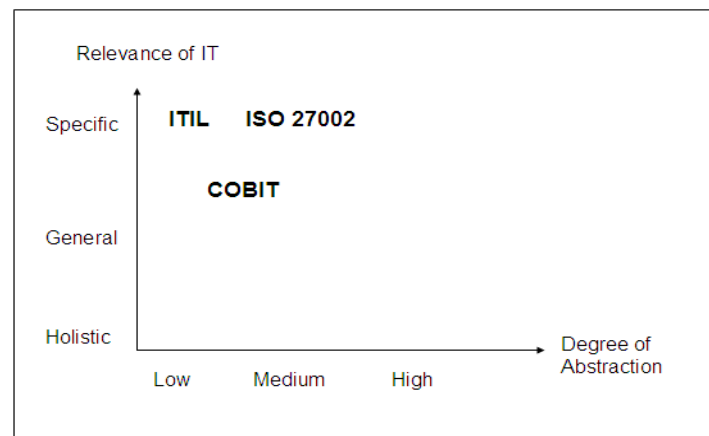 Relevance of IT
Specific
ITIL ISO 27002
COBIT
General
Holistic
Degree of
Abstraction
Low Medium High